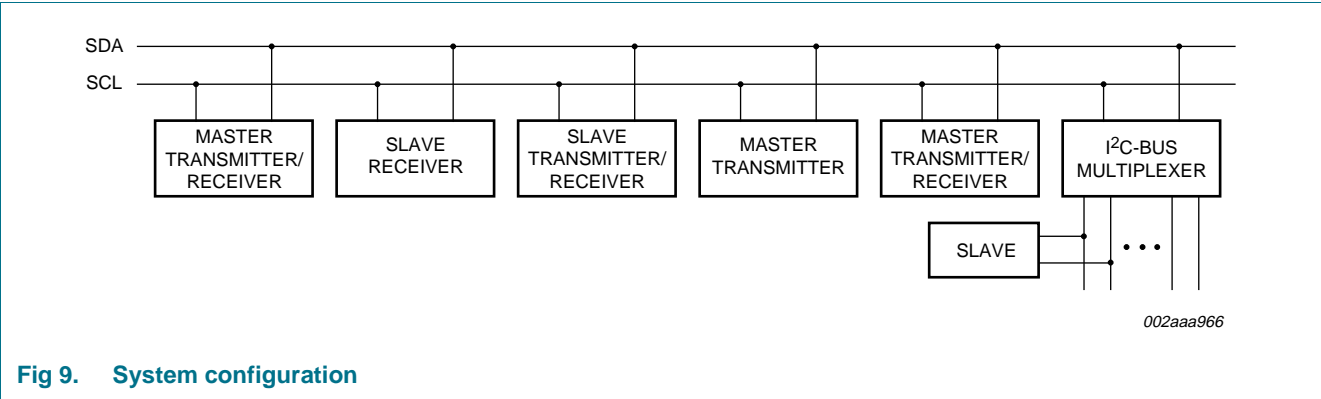 SDA
SCL
MASTER
TRANSMITTER/
RECEIVER
SLAVE
RECEIVER
SLAVE
TRANSMITTER/
RECEIVER
MASTER
TRANSMITTER
MASTER
TRANSMITTER/
RECEIVER
I²C-BUS
MULTIPLEXER
SLAVE
002aaa966
Fig 9. System configuration